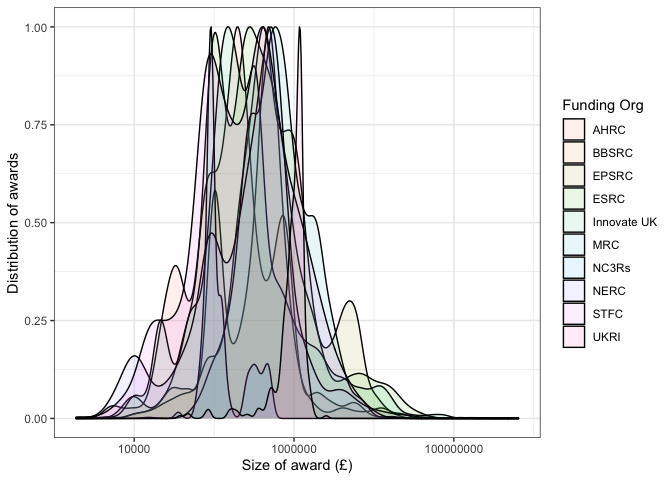 1.00
0.75
0.50
0.25
0.00
Distribution of awards
10000
1000000
100000000
Size of award (£)
Funding Org
AHRC
BBSRC
EPSRC
ESRC
Innovate UK
MRC
NC3Rs
NERC
STFC
UKRI